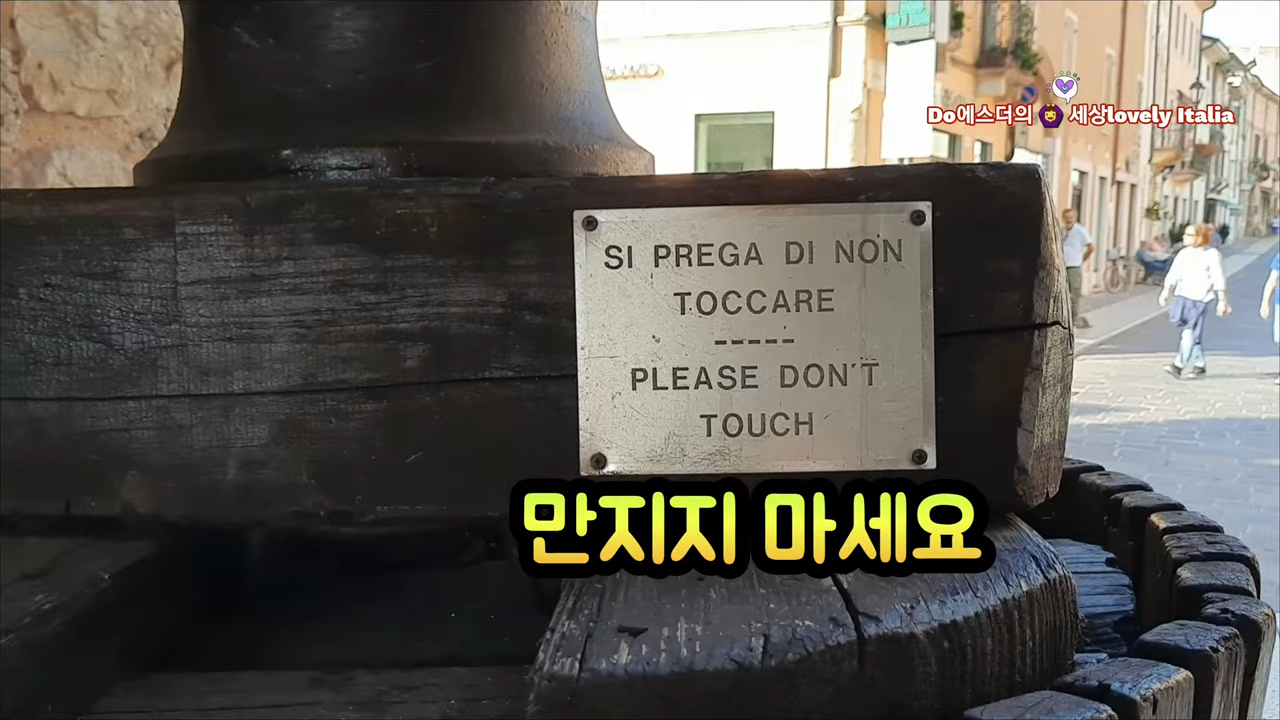 Do에스더의 세상lovely Italia
SI PREGA DI NON
TOCCARE
-----
PLEASE DON'T
TOUCH
만지지 마세요